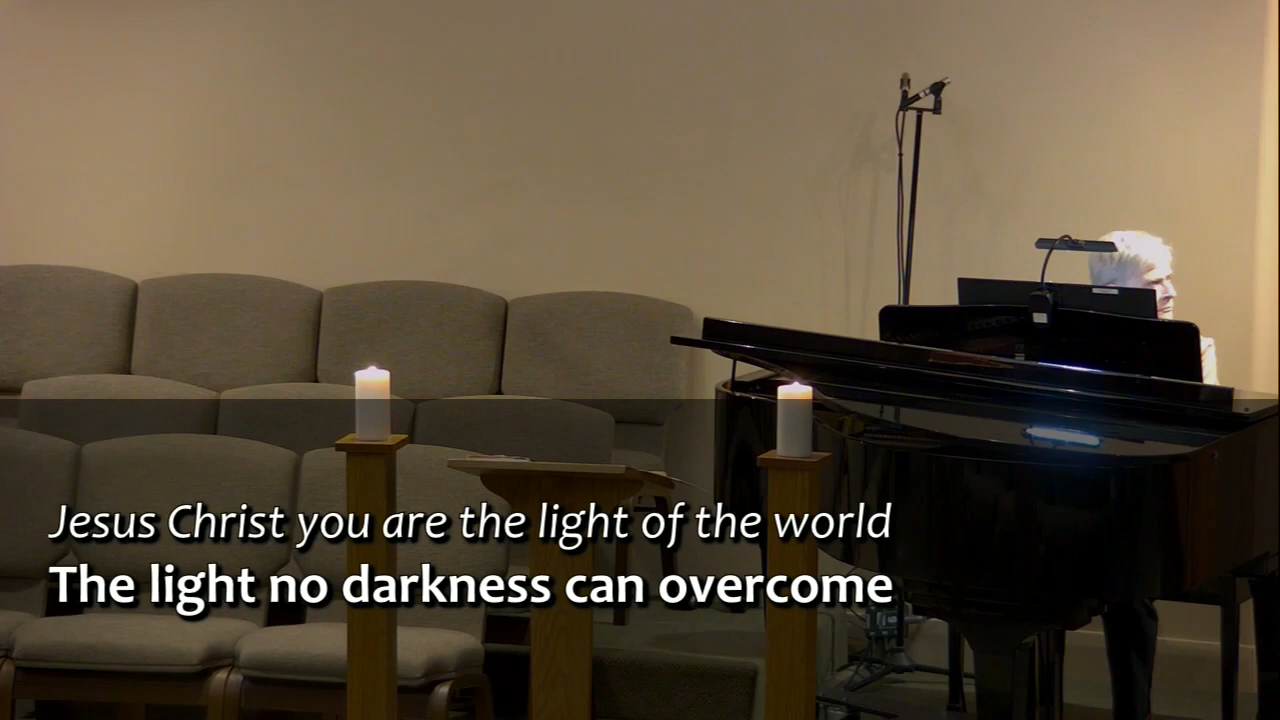 Jesus Christ you are the light of the world
The light no darkness can overcome